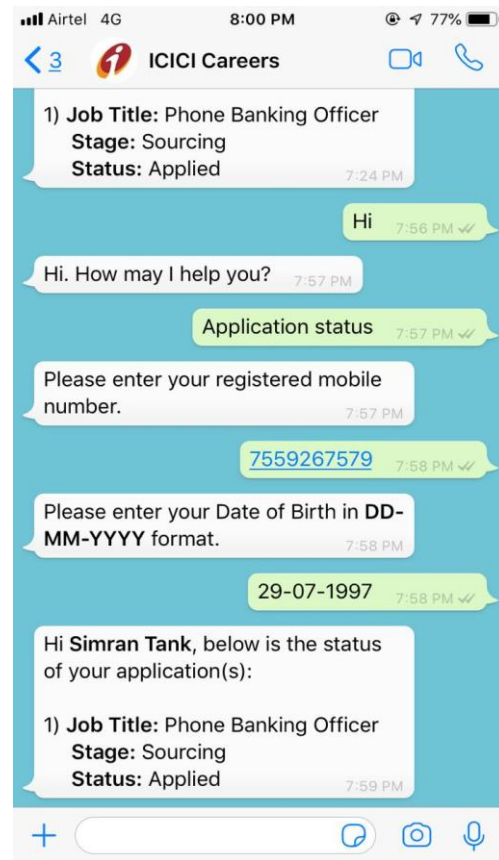 Airtel 4G 8:00 PM 77%
3 ICICI Careers
1) Job Title: Phone Banking Officer
Stage: Sourcing
Status: Applied
7:24 PM
Hi 7:56 PM
Hi. How may I help you? 7:57 PM
Application status 7:57 PM
Please enter your registered mobile
number. 7:57 PM
7559267579 7:58 PM
Please enter your Date of Birth in DD-
MM-YYYY format. 7:58 PM
29-07-1997 7:58 PM
Hi Simran Tank, below is the status
of your application(s):
1) Job Title: Phone Banking Officer
Stage: Sourcing
Status: Applied
7:59 PM